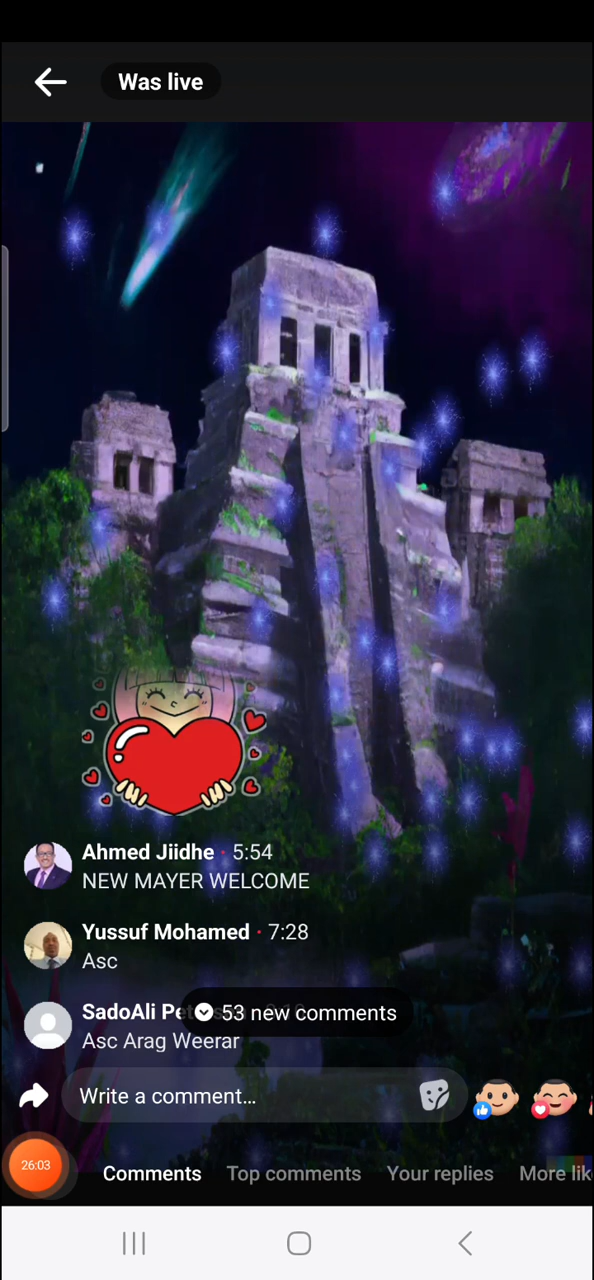 Was live
Ahmed Jiidhe · 5:54
NEW MAYER WELCOME
Yussuf Mohamed · 7:28
Asc
SadoAli
53 new comments
Asc Arag Weerar
Write a comment...
26:03
Comments Top comments Your replies More lik